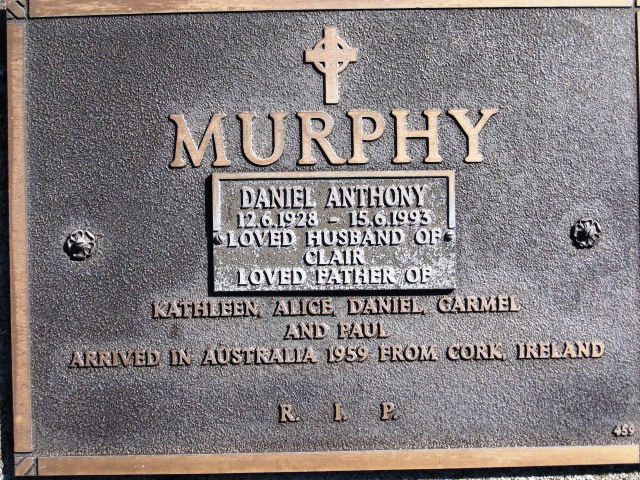 MURPHY
DANIEL ANTHONY
12.6.1928 - 15.6.1993
LOVED HUSBAND OF
CLAIR
LOVED FATHER OF
KATHLEEN, ALICE, DANIEL, CARMEL
AND PAUL
ARRIVED IN AUSTRALIA 1959 FROM CORK, IRELAND
R. I. P.
459